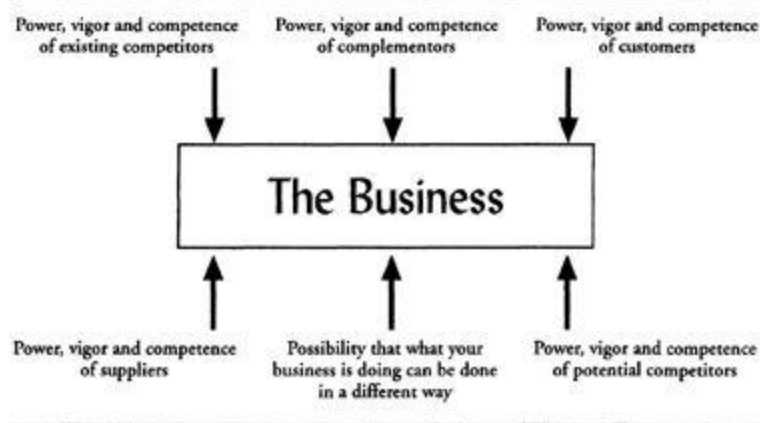 Power, vigor and competence
of existing competitors
Power, vigor and competence
of complementors
Power, vigor and competence
of customers
The Business
Power, vigor and competence
of suppliers
Possibility that what your
business is doing can be done
in a different way
Power, vigor and competence
of potential competitors